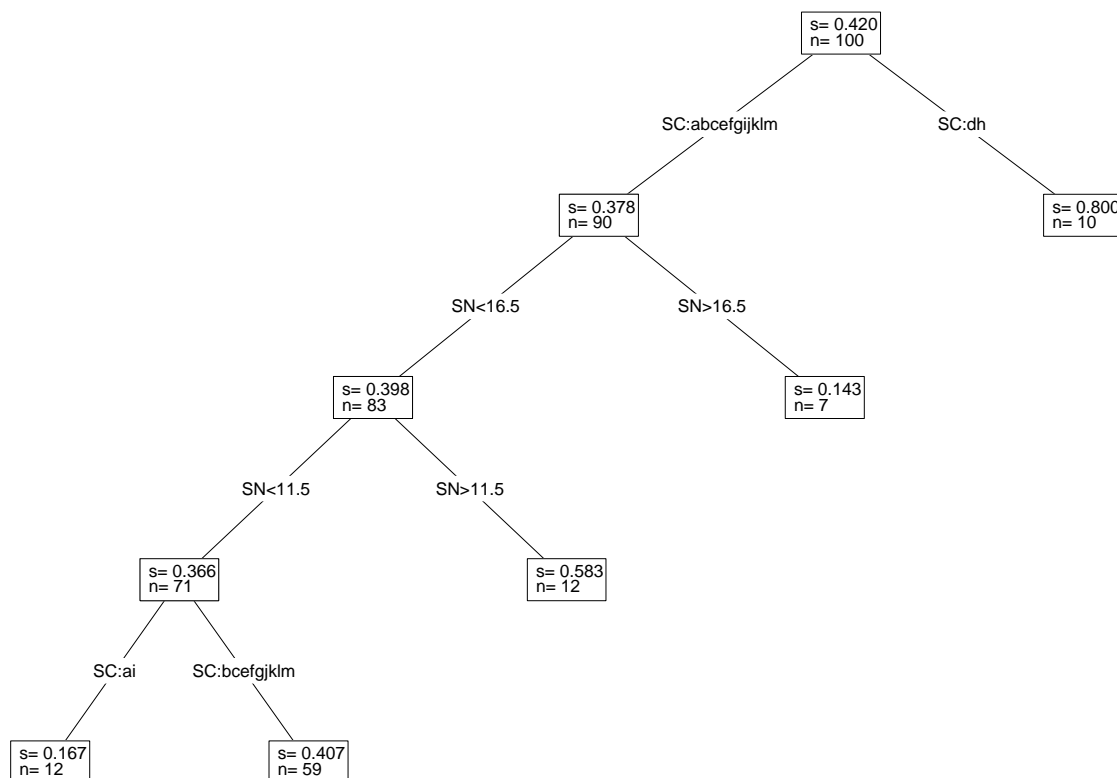 s= 0.420
n= 100
SC:abcefgijklm
SC:dh
s= 0.378
n= 90
s= 0.800
n= 10
SN<16.5
SN>16.5
s= 0.398
n= 83
s= 0.143
n= 7
SN<11.5
SN>11.5
s= 0.366
n= 71
s= 0.583
n= 12
SC:ai
SC:bcefgjklm
s= 0.167
n= 12
s= 0.407
n= 59